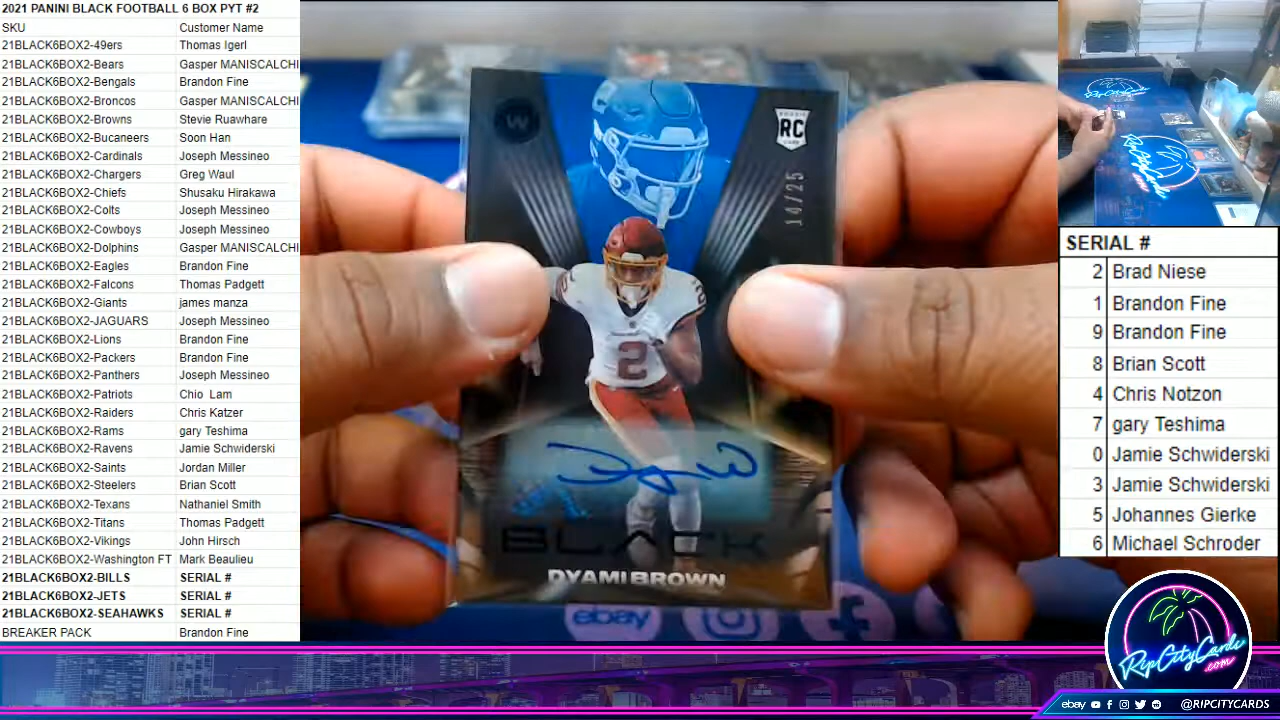 2021 PANINI BLACK FOOTBALL 6 BOX PYT #2
SKU Customer Name
21BLACK6BOX2-49ers Thomas Igerl
21BLACK6BOX2-Bears Gasper MANISCALCHI
21BLACK6BOX2-Bengals Brandon Fine
21BLACK6BOX2-Broncos Gasper MANISCALCHI
21BLACK6BOX2-Browns Stevie Ruawhare
21BLACK6BOX2-Bucaneers Soon Han
21BLACK6BOX2-Cardinals Joseph Messineo
21BLACK6BOX2-Chargers Greg Waul
21BLACK6BOX2-Chiefs Shusaku Hirakawa
21BLACK6BOX2-Colts Joseph Messineo
21BLACK6BOX2-Cowboys Joseph Messineo
21BLACK6BOX2-Dolphins Gasper MANISCALCHI
21BLACK6BOX2-Eagles Brandon Fine
21BLACK6BOX2-Falcons Thomas Padgett
21BLACK6BOX2-Giants james manza
21BLACK6BOX2-JAGUARS Joseph Messineo
21BLACK6BOX2-Lions Brandon Fine
21BLACK6BOX2-Packers Brandon Fine
21BLACK6BOX2-Panthers Joseph Messineo
21BLACK6BOX2-Patriots Chio Lam
21BLACK6BOX2-Raiders Chris Katzer
21BLACK6BOX2-Rams gary Teshima
21BLACK6BOX2-Ravens Jamie Schwiderski
21BLACK6BOX2-Saints Jordan Miller
21BLACK6BOX2-Steelers Brian Scott
21BLACK6BOX2-Texans Nathaniel Smith
21BLACK6BOX2-Titans Thomas Padgett
21BLACK6BOX2-Vikings John Hirsch
21BLACK6BOX2-Washington FT Mark Beaulieu
21BLACK6BOX2-BILLS SERIAL #
21BLACK6BOX2-JETS SERIAL #
21BLACK6BOX2-SEAHAWKS SERIAL #
BREAKER PACK Brandon Fine
W
RC
14/25
2
BLACK
DYAMI BROWN
ebay
RipCityCards
RipCityCards
SERIAL #
2 Brad Niese
1 Brandon Fine
9 Brandon Fine
8 Brian Scott
4 Chris Notzon
7 gary Teshima
0 Jamie Schwiderski
3 Jamie Schwiderski
5 Johannes Gierke
6 Michael Schroder
RipCityCards
.com
ebay @RIPCITYCARDS